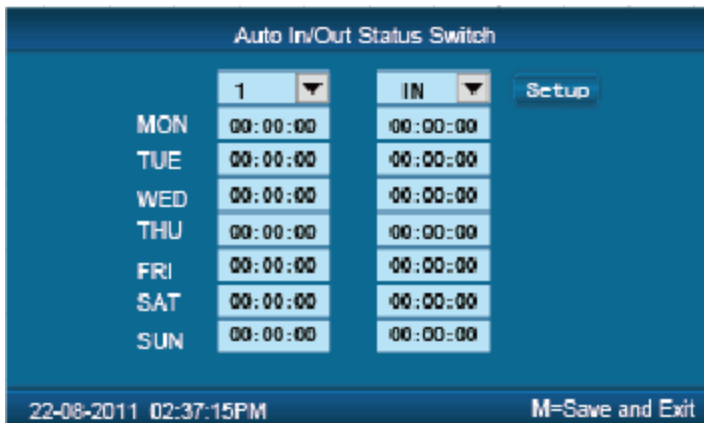 Auto In/Out Status Switch
1 IN Setup
MON 00:00:00 00:00:00
TUE 00:00:00 00:00:00
WED 00:00:00 00:00:00
THU 00:00:00 00:00:00
FRI 00:00:00 00:00:00
SAT 00:00:00 00:00:00
SUN 00:00:00 00:00:00
22-08-2011 02:37:15PM M=Save and Exit